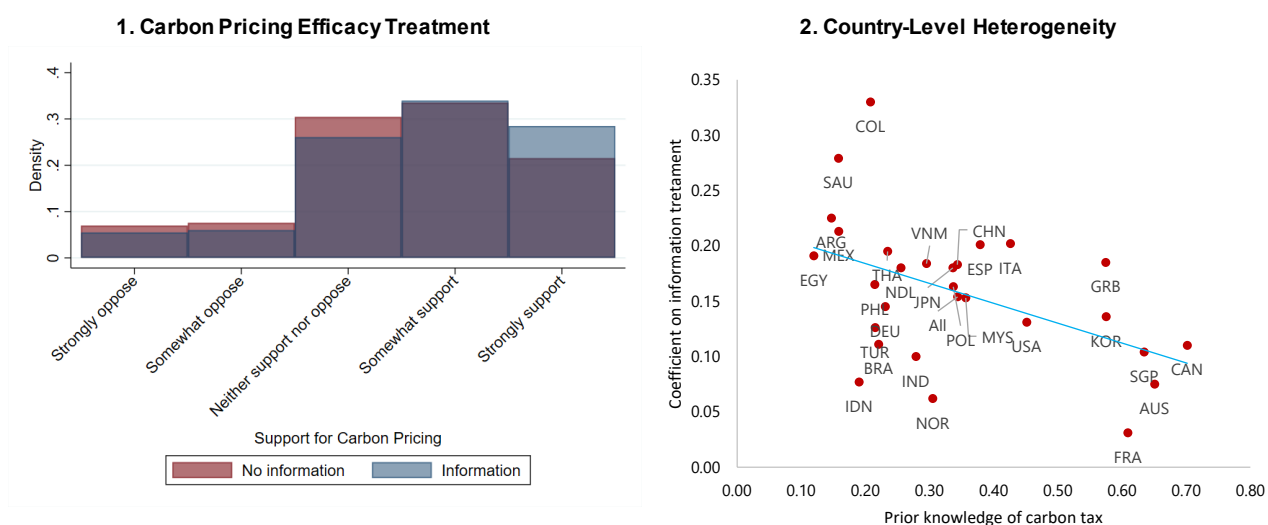 1. Carbon Pricing Efficacy Treatment
.4
.3
.2
.1
0
Density
Strongly oppose
Somewhat oppose
Neither support nor oppose
Somewhat support
Strongly support
Support for Carbon Pricing
No information
Information
2. Country-Level Heterogeneity
0.35
0.30
0.25
0.20
0.15
0.10
0.05
0.00
Coefficient on information tretament
COL
SAU
ARG
MEX
EGY
THA
VNM
CHN
ESP
ITA
NDL
JPN
PHL
DEU
TUR
BRA
All
POL
MYS
USA
GRB
KOR
IDN
IND
NOR
SGP
CAN
AUS
FRA
0.00 0.10 0.20 0.30 0.40 0.50 0.60 0.70 0.80
Prior knowledge of carbon tax